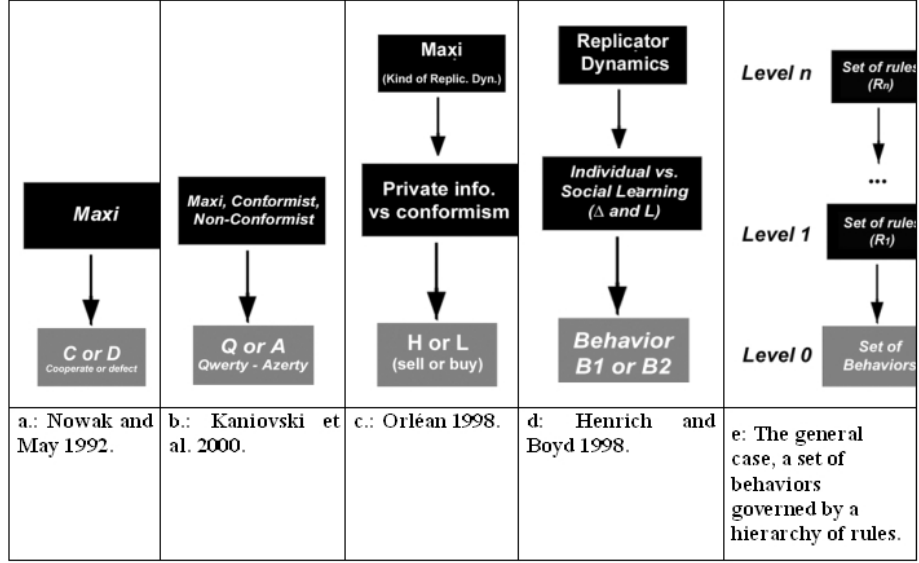 Maxi
C or D
Cooperate or defect
a.: Nowak and
May 1992.
Maxi, Conformist,
Non-Conformist
Q or A
Qwerty - Azerty
b.: Kaniovski et
al. 2000.
Maxi
(Kind of Replic. Dyn.)
Private info.
vs conformism
H or L
(sell or buy)
c.: Orléan 1998.
Replicator
Dynamics
Individual vs.
Social Learning
(Δ and L)
Behavior
B1 or B2
d: Henrich and
Boyd 1998.
Level n
Set of rules
(Rn)
...
Level 1
Set of rules
(R1)
Level 0
Set of
Behaviors
e: The general
case, a set of
behaviors
governed by a
hierarchy of rules.